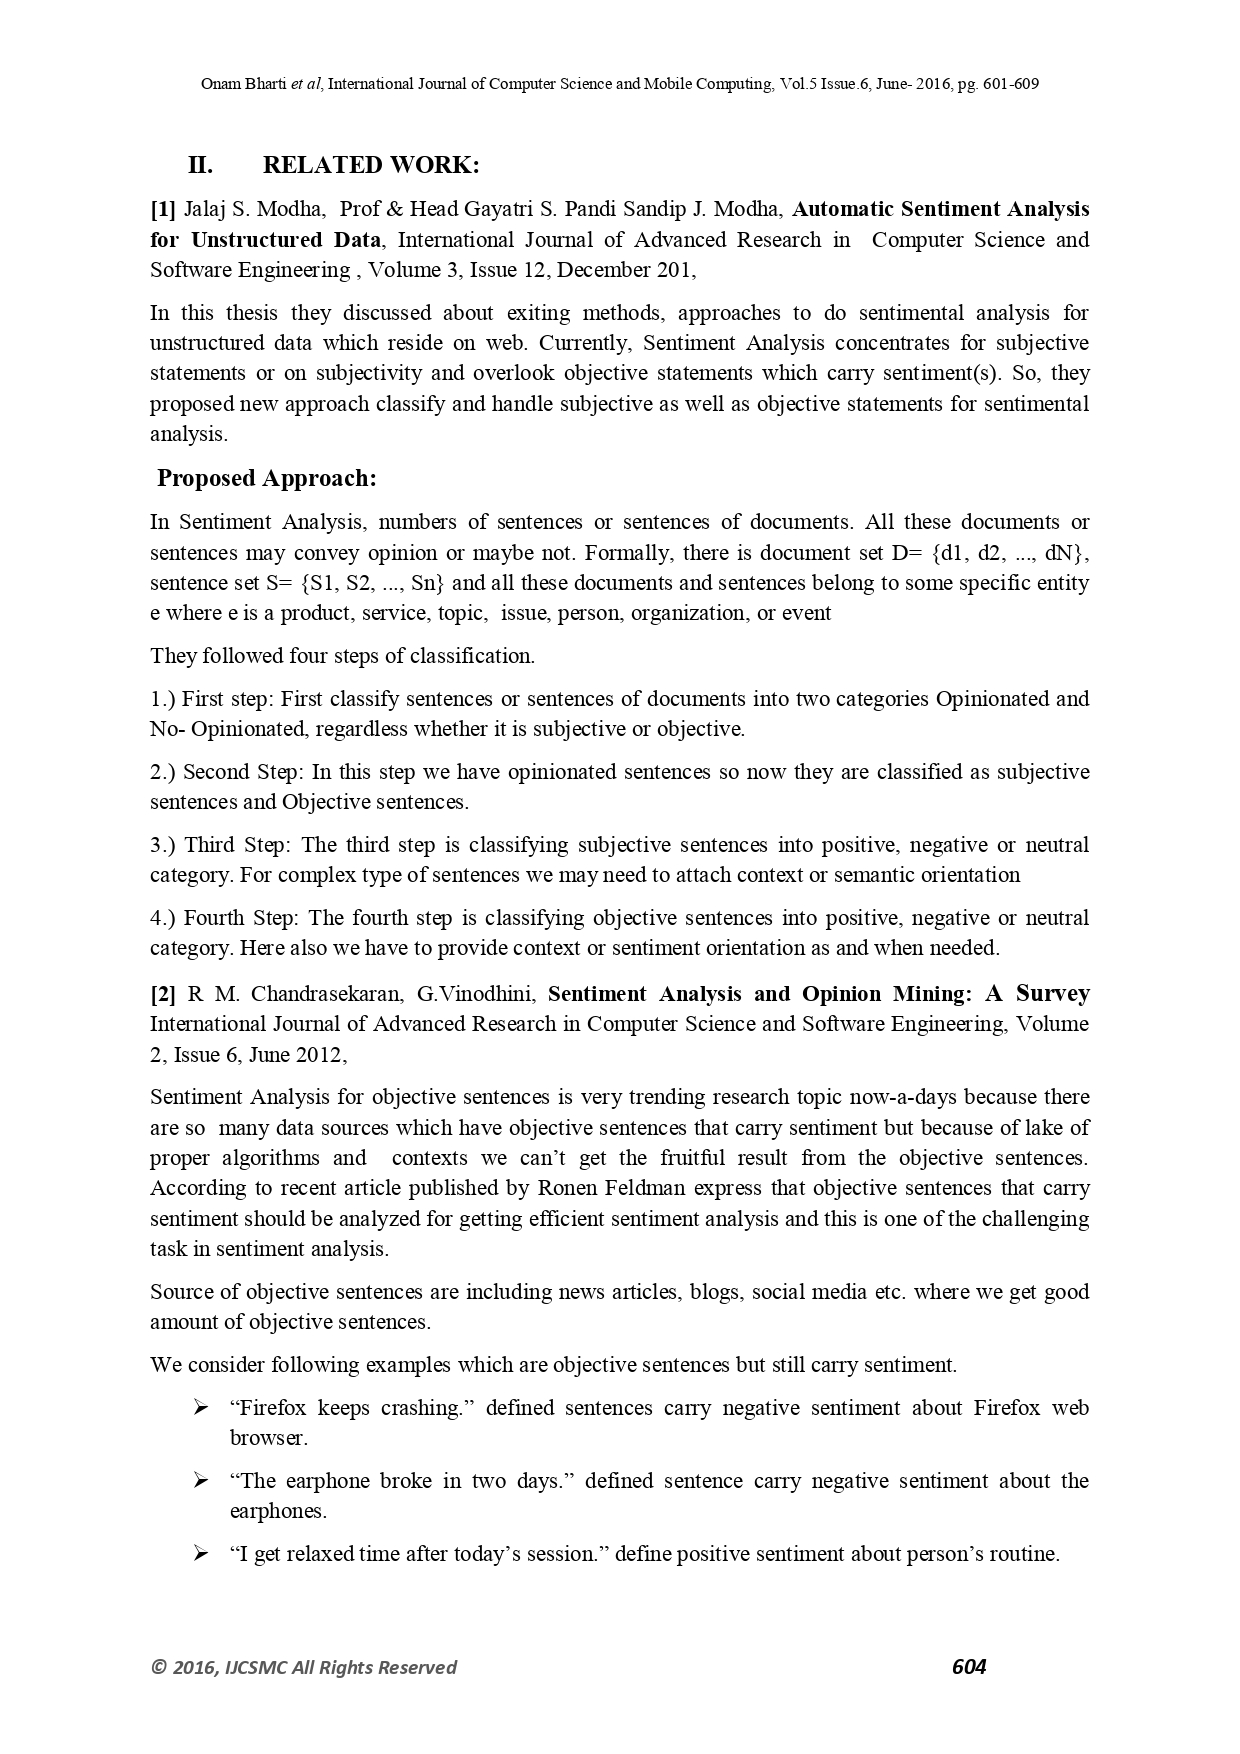 Onam Bharti et al, International Journal of Computer Science and Mobile Computing, Vol.5 Issue.6, June- 2016, pg. 601-609
II. RELATED WORK:
[1] Jalaj S. Modha, Prof & Head Gayatri S. Pandi Sandip J. Modha, Automatic Sentiment Analysis
for Unstructured Data, International Journal of Advanced Research in Computer Science and
Software Engineering , Volume 3, Issue 12, December 201,
In this thesis they discussed about exiting methods, approaches to do sentimental analysis for
unstructured data which reside on web. Currently, Sentiment Analysis concentrates for subjective
statements or on subjectivity and overlook objective statements which carry sentiment(s). So, they
proposed new approach classify and handle subjective as well as objective statements for sentimental
analysis.
Proposed Approach:
In Sentiment Analysis, numbers of sentences or sentences of documents. All these documents or
sentences may convey opinion or maybe not. Formally, there is document set D= {d1, d2, ..., dN},
sentence set S= {S1, S2, ..., Sn} and all these documents and sentences belong to some specific entity
e where e is a product, service, topic, issue, person, organization, or event
They followed four steps of classification.
1.) First step: First classify sentences or sentences of documents into two categories Opinionated and
No- Opinionated, regardless whether it is subjective or objective.
2.) Second Step: In this step we have opinionated sentences so now they are classified as subjective
sentences and Objective sentences.
3.) Third Step: The third step is classifying subjective sentences into positive, negative or neutral
category. For complex type of sentences we may need to attach context or semantic orientation
4.) Fourth Step: The fourth step is classifying objective sentences into positive, negative or neutral
category. Here also we have to provide context or sentiment orientation as and when needed.
[2] R M. Chandrasekaran, G.Vinodhini, Sentiment Analysis and Opinion Mining: A Survey
International Journal of Advanced Research in Computer Science and Software Engineering, Volume
2, Issue 6, June 2012,
Sentiment Analysis for objective sentences is very trending research topic now-a-days because there
are so many data sources which have objective sentences that carry sentiment but because of lake of
proper algorithms and contexts we can’t get the fruitful result from the objective sentences.
According to recent article published by Ronen Feldman express that objective sentences that carry
sentiment should be analyzed for getting efficient sentiment analysis and this is one of the challenging
task in sentiment analysis.
Source of objective sentences are including news articles, blogs, social media etc. where we get good
amount of objective sentences.
We consider following examples which are objective sentences but still carry sentiment.
➢ “Firefox keeps crashing.” defined sentences carry negative sentiment about Firefox web
browser.
➢ “The earphone broke in two days.” defined sentence carry negative sentiment about the
earphones.
➢ “I get relaxed time after today’s session.” define positive sentiment about person’s routine.
© 2016, IJCSMC All Rights Reserved 604